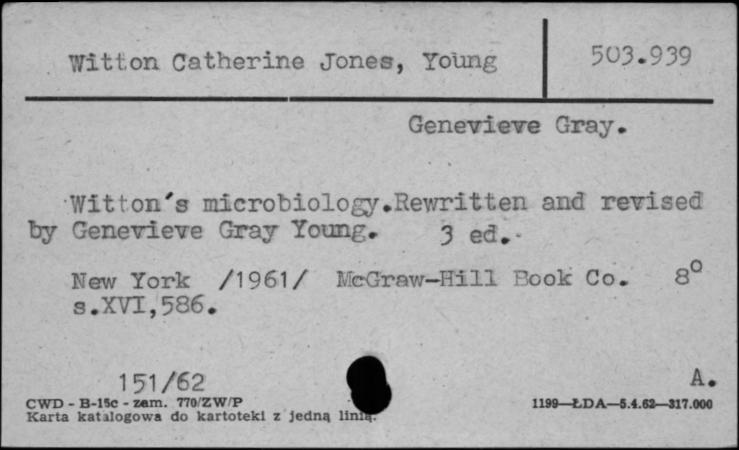 Witton Catherine Jones, Young
503.939
Genevieve Gray.
Witton's microbiology.Rewritten and revised
by Genevieve Gray Young. 3 ed.
New York /1961/ McGraw-Hill Book Co. 8°
s.XVI,586.
151/62 A.
CWD - B-15c - zam. 770/ZW/P 1199—ŁDA—5.4.62—317.000
Karta katalogowa do kartoteki z jedną linią.